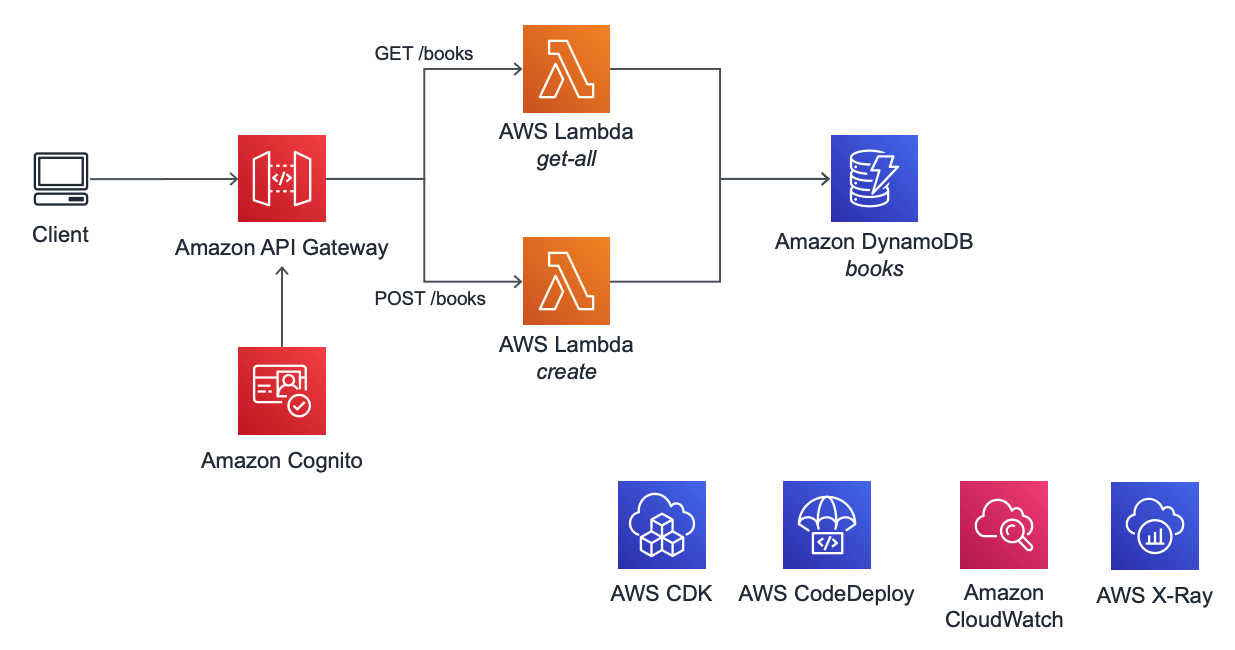 GET /books
AWS Lambda
get-all
Client
Amazon API Gateway
Amazon DynamoDB
books
POST /books
AWS Lambda
create
Amazon Cognito
AWS CDK
AWS CodeDeploy
Amazon
CloudWatch
AWS X-Ray